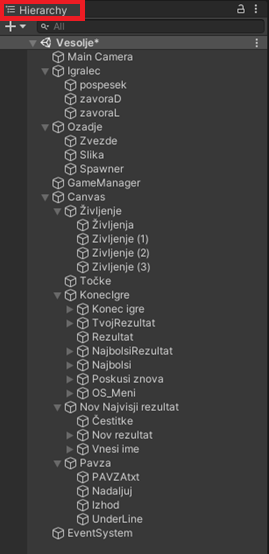 Hierarchy
All
Vesolje*
Main Camera
Igralec
pospesek
zavoraD
zavoraL
Ozadje
Zvezde
Slika
Spawner
GameManager
Canvas
Življenje
Življenja
Zivljenje (1)
Zivljenje (2)
Zivljenje (3)
Točke
KonecIgre
Konec igre
TvojRezultat
Rezultat
NajbolsiRezultat
Najbolsi
Poskusi znova
OS_Meni
Nov Najvisji rezultat
Čestitke
Nov rezultat
Vnesi ime
Pavza
PAVZAtxt
Nadaljuj
Izhod
UnderLine
EventSystem